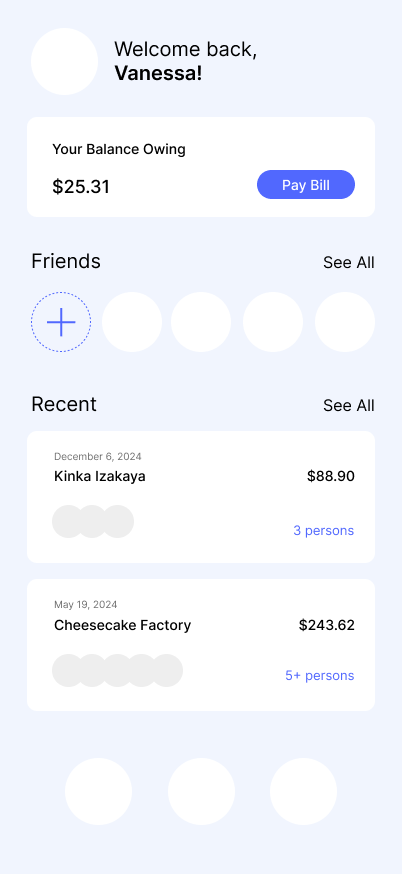 Welcome back,
Vanessa!
Your Balance Owing
$25.31
Pay Bill
Friends
See All
Recent
See All
December 6, 2024
Kinka Izakaya
$88.90
3 persons
May 19, 2024
Cheesecake Factory
$243.62
5+ persons